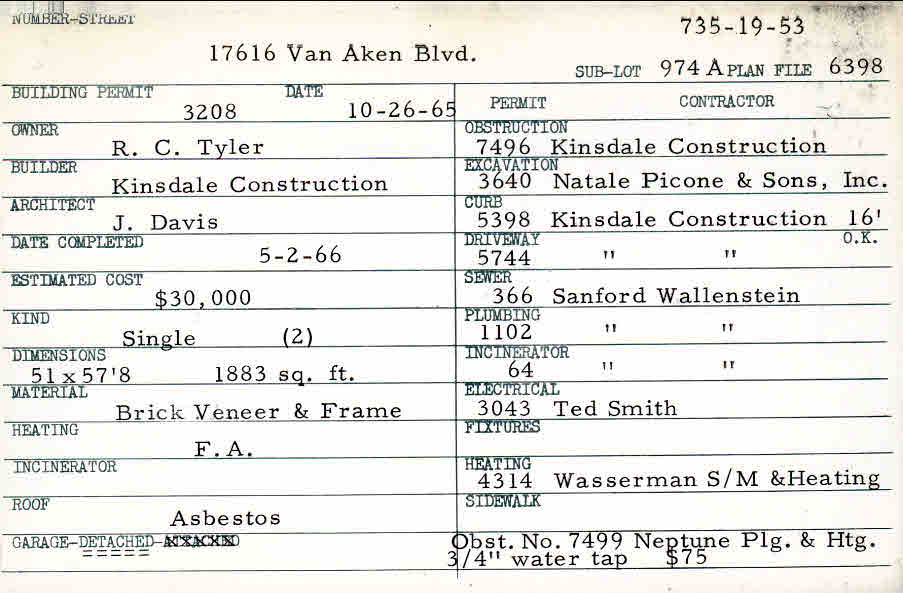 NUMBER-STREET
735-19-53
17616 Van Aken Blvd.
SUB-LOT 974 A PLAN FILE 6398
BUILDING PERMIT 3208 DATE 10-26-65
OWNER R. C. Tyler
BUILDER Kinsdale Construction
ARCHITECT J. Davis
DATE COMPLETED 5-2-66
ESTIMATED COST $30,000
KIND Single (2)
DIMENSIONS 51 x 57'8 1883 sq. ft.
MATERIAL Brick Veneer & Frame
HEATING F.A.
INCINERATOR
ROOF Asbestos
GARAGE-DETACHED-ATTACHED
PERMIT CONTRACTOR
OBSTRUCTION 7496 Kinsdale Construction
EXCAVATION 3640 Natale Picone & Sons, Inc.
CURB 5398 Kinsdale Construction 16'
DRIVEWAY 5744 " " O.K.
SEWER 366 Sanford Wallenstein
PLUMBING 1102 " "
INCINERATOR 64 " "
ELECTRICAL 3043 Ted Smith
FIXTURES
HEATING 4314 Wasserman S/M &Heating
SIDEWALK
Obst. No. 7499 Neptune Plg. & Htg.
3/4" water tap $75